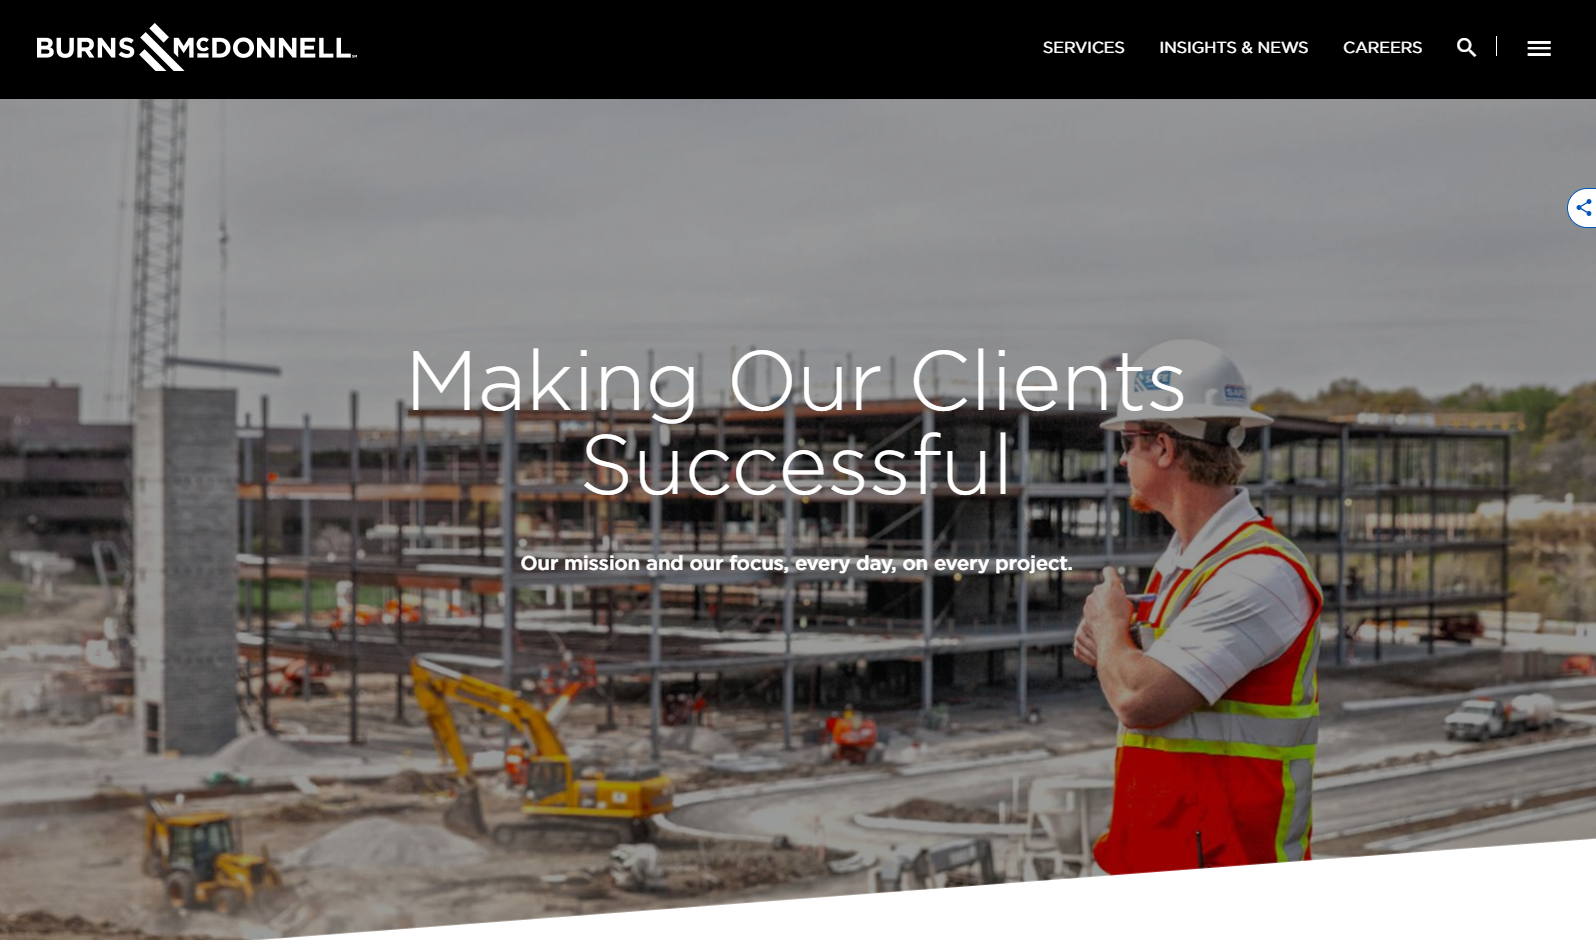 BURNS McDONNELL
SERVICES
INSIGHTS & NEWS
CAREERS
Making Our Clients
Successful
Our mission and our focus, every day, on every project.